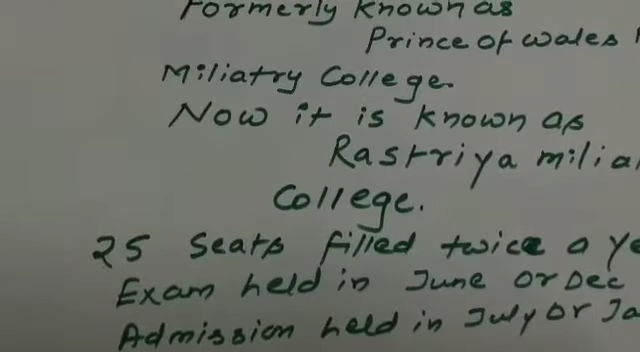 Formerly known as
Prince of wales
Miliatry College.
Now it is known as
Rastriya
College.
25 Seats filled twice a
Exam held in June or Dec
Admission held in July or